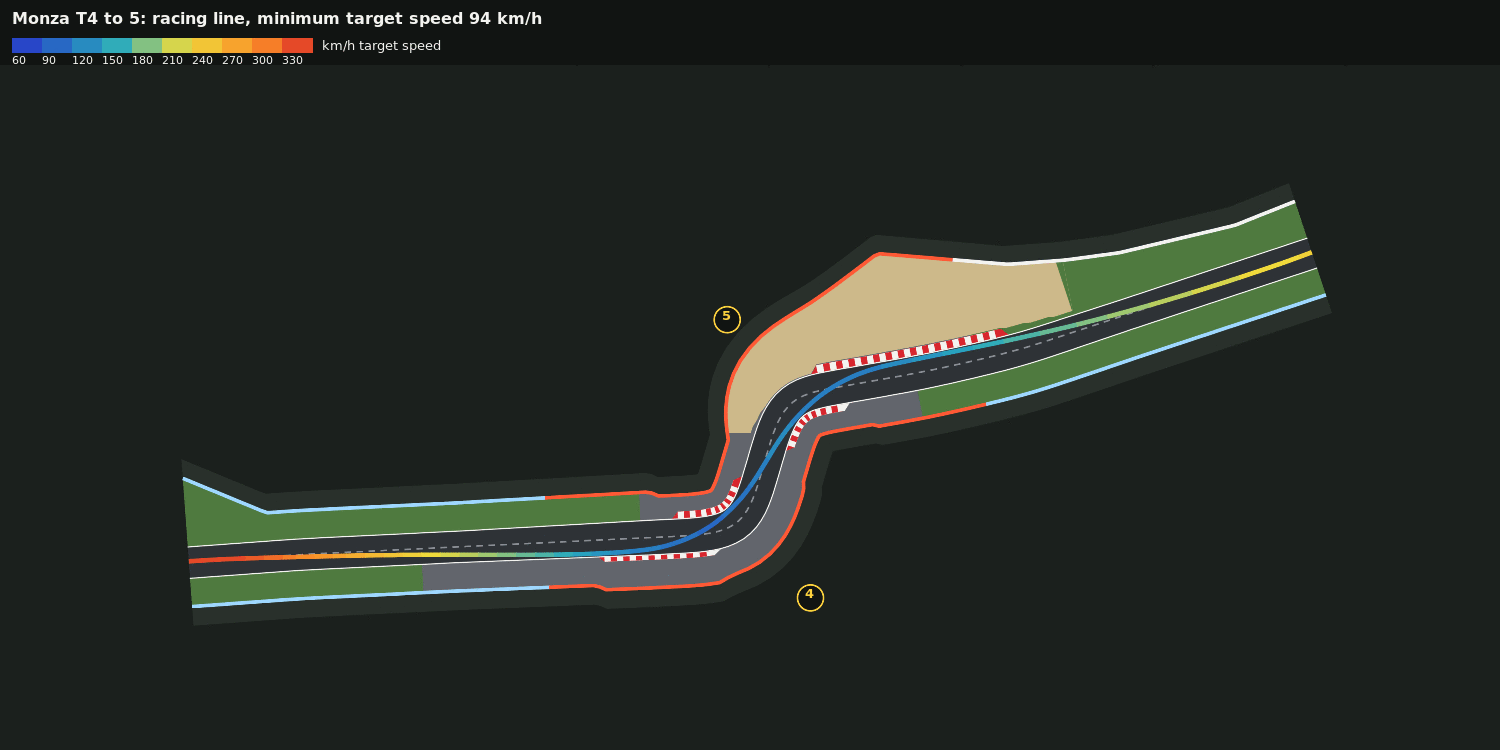 Monza T4 to 5: racing line, minimum target speed 94 km/h
km/h target speed
60 90 120 150 180 210 240 270 300 330
5
4